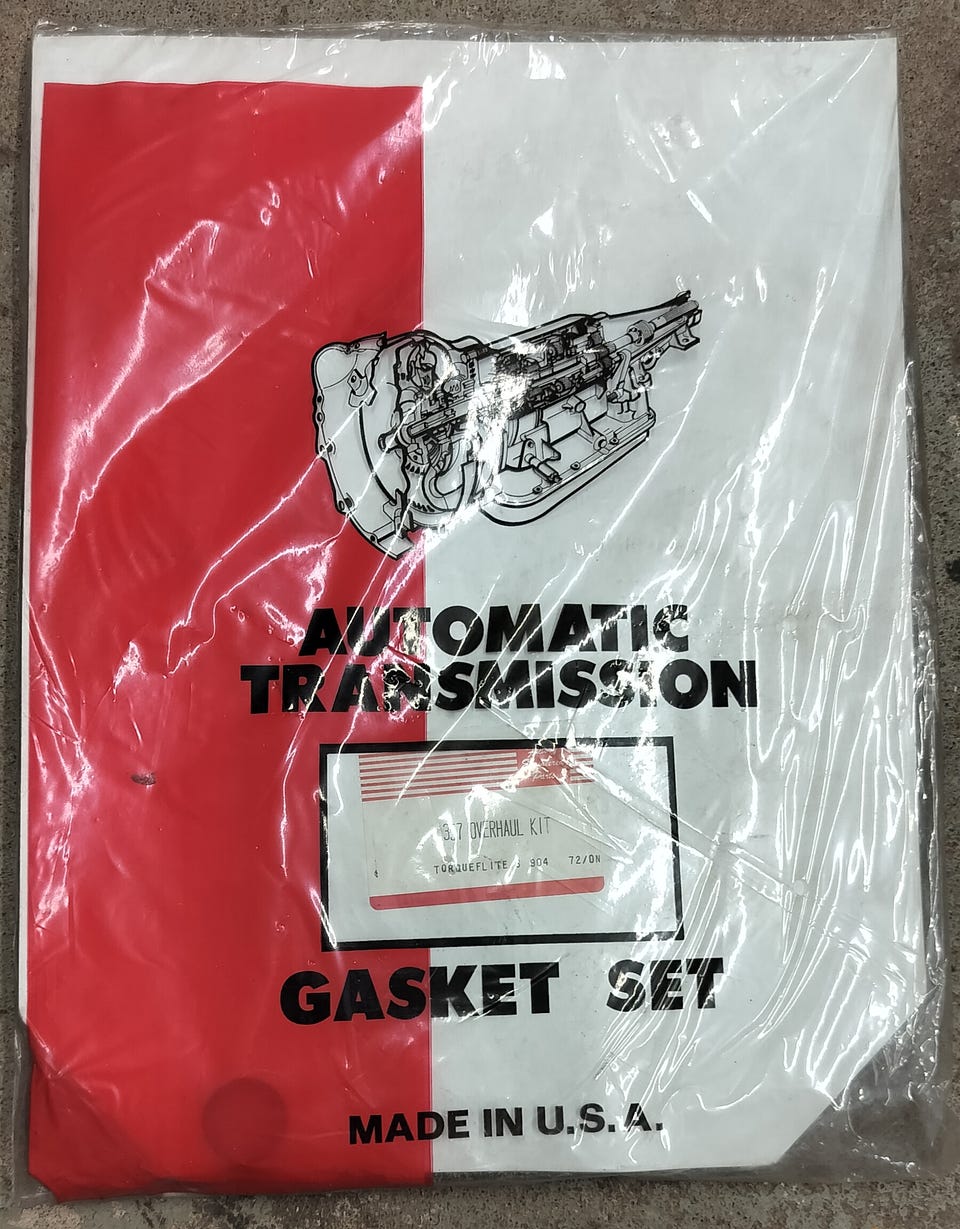 AUTOMATIC
TRANSMISSION
OVERHAUL KIT
TORQUEFLITE 904 72/ON
GASKET SET
MADE IN U.S.A.